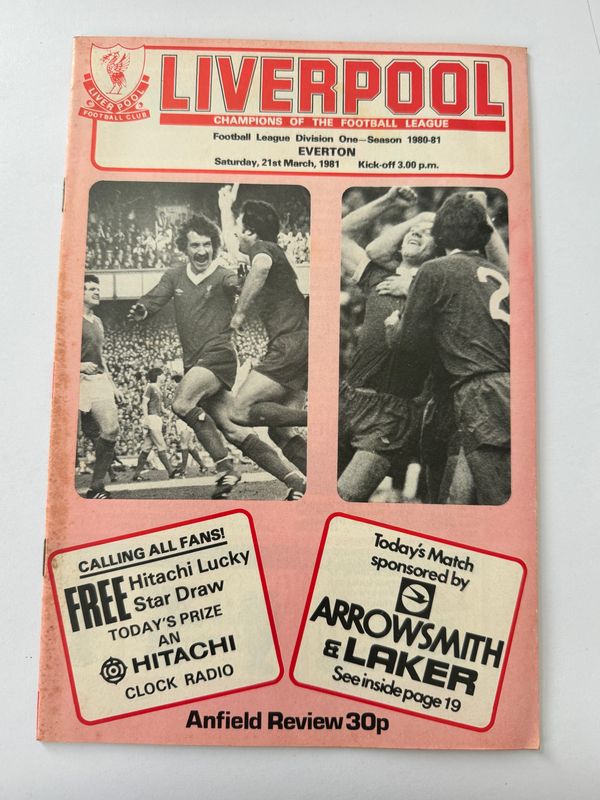 LIVERPOOL
FOOTBALL CLUB
LIVERPOOL
CHAMPIONS OF THE FOOTBALL LEAGUE
Football League Division One—Season 1980-81
EVERTON
Saturday, 21st March, 1981 Kick-off 3.00 p.m.
2
CALLING ALL FANS!
FREE Hitachi Lucky
Star Draw
TODAY'S PRIZE
AN
HITACHI
CLOCK RADIO
Today's Match
sponsored by
ARROWSMITH
& LAKER
See inside page 19
Anfield Review 30p